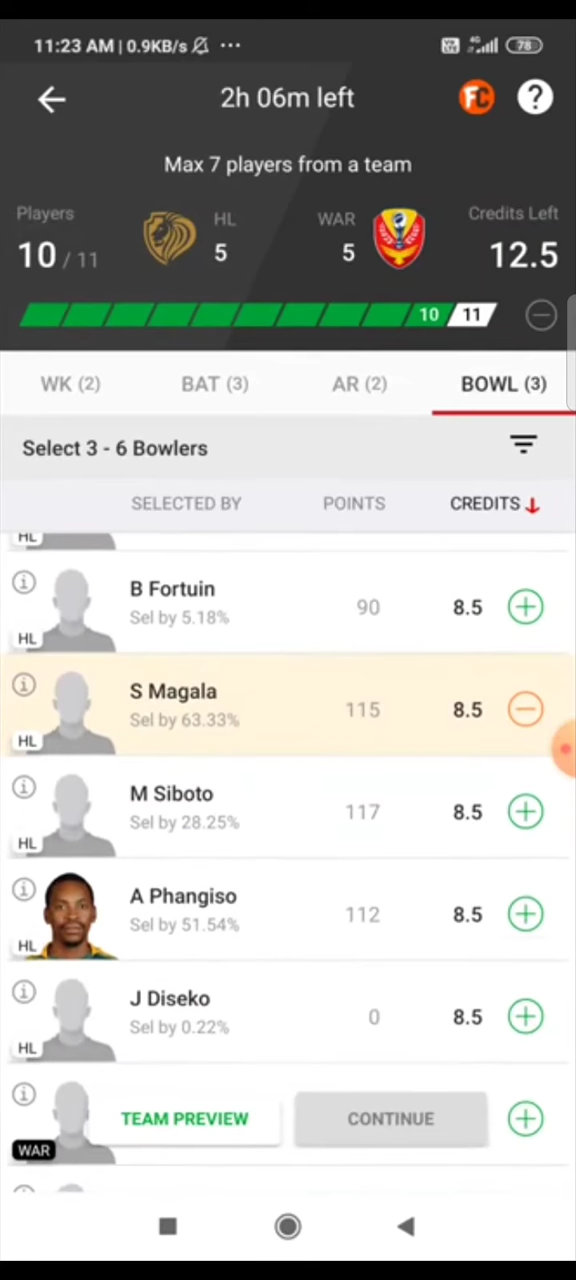 11:23 AM | 0.9KB/s ... 4G 78
2h 06m left FC ?
Max 7 players from a team
Players HL WAR Credits Left
10 / 11 5 5 12.5
10 11
WK (2) BAT (3) AR (2) BOWL (3)
Select 3 - 6 Bowlers
SELECTED BY POINTS CREDITS
HL
B Fortuin
Sel by 5.18% 90 8.5
HL
S Magala
Sel by 63.33% 115 8.5
HL
M Siboto
Sel by 28.25% 117 8.5
HL
A Phangiso
Sel by 51.54% 112 8.5
HL
J Diseko
Sel by 0.22% 0 8.5
HL
TEAM PREVIEW CONTINUE
WAR